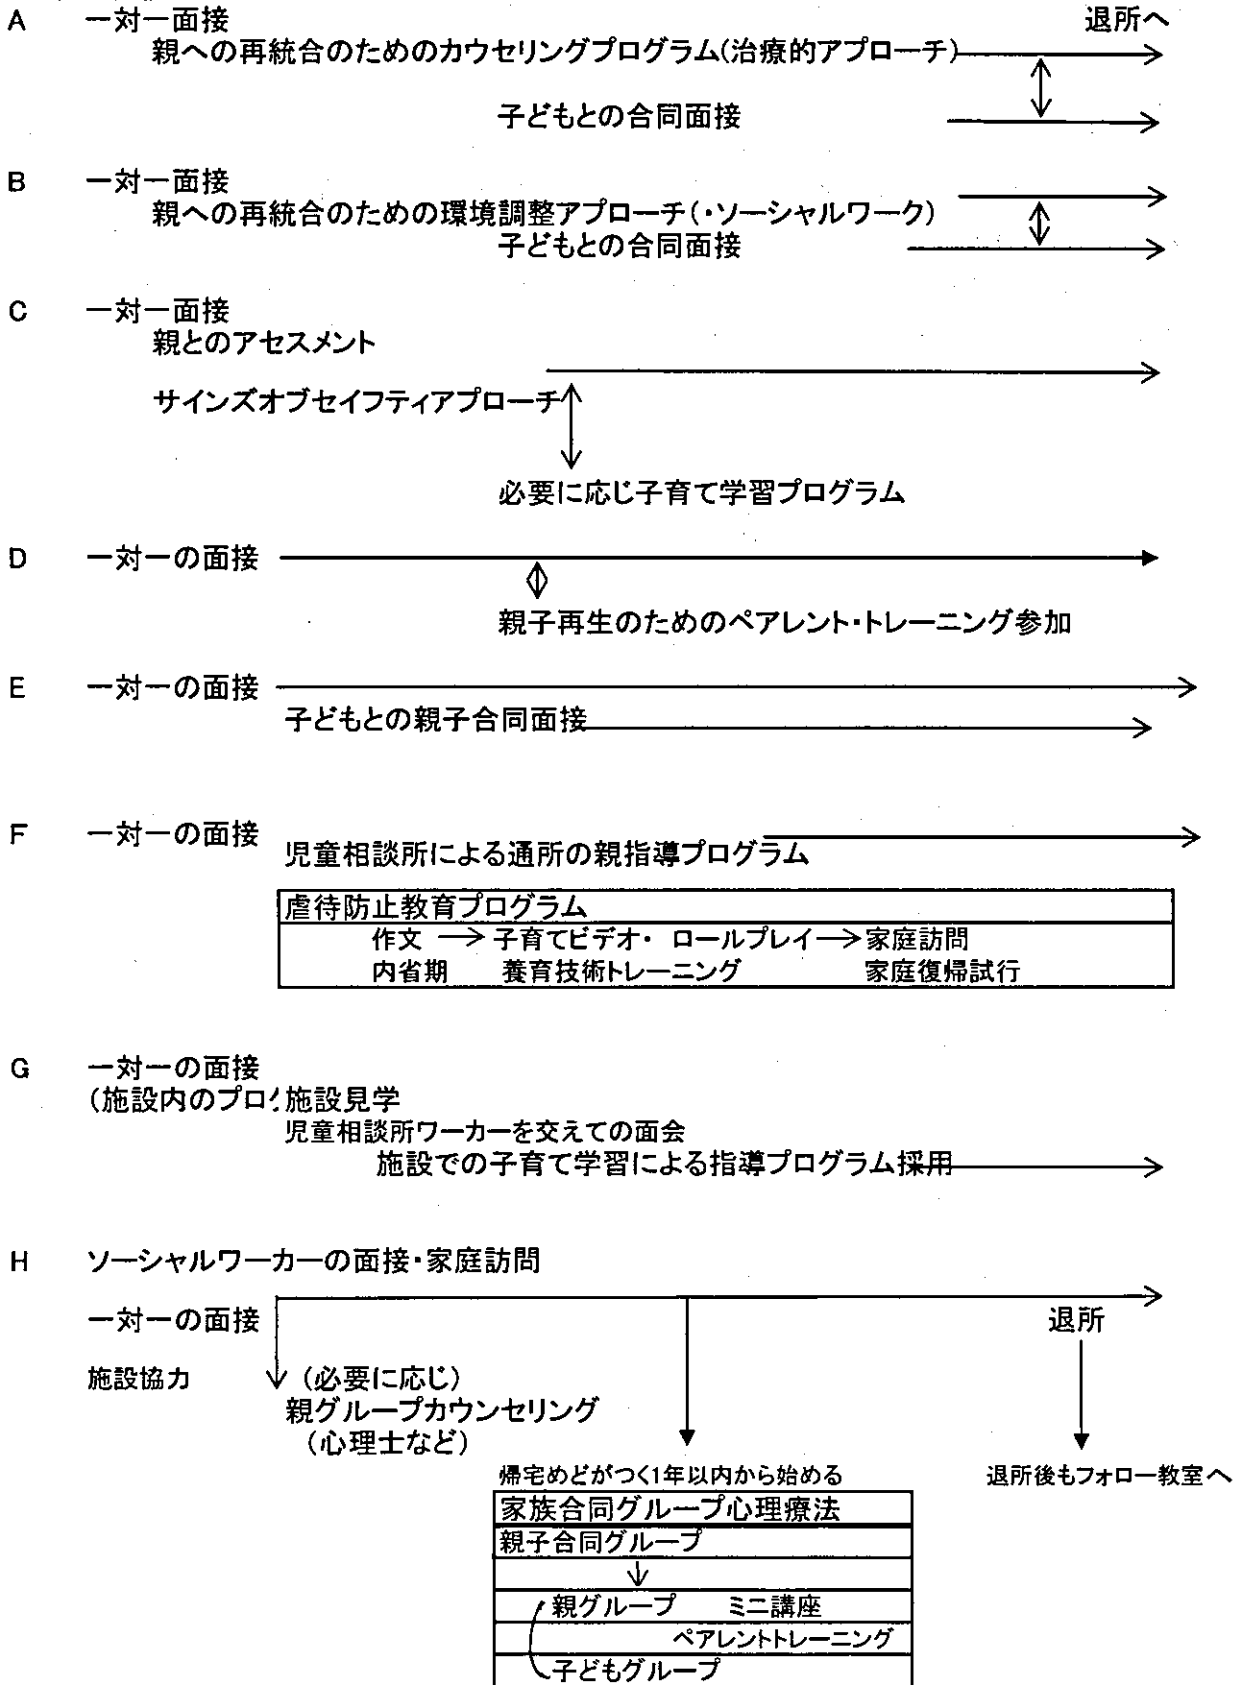 A 一対一面接 退所へ
親への再統合のためのカウセリングプログラム(治療的アプローチ)
子どもとの合同面接
B 一対一面接
親への再統合のための環境調整アプローチ(・ソーシャルワーク)
子どもとの合同面接
C 一対一面接
親とのアセスメント
サインズオブセイフティアプローチ
必要に応じ子育て学習プログラム
D 一対一の面接
親子再生のためのペアレント・トレーニング参加
E 一対一の面接
子どもとの親子合同面接
F 一対一の面接
児童相談所による通所の親指導プログラム
虐待防止教育プログラム
作文 → 子育てビデオ・ ロールプレイ → 家庭訪問
内省期 養育技術トレーニング 家庭復帰試行
G 一対一の面接
(施設内のプロ 施設見学
児童相談所ワーカーを交えての面会
施設での子育て学習による指導プログラム採用
H ソーシャルワーカーの面接・家庭訪問
一対一の面接 退所
施設協力 (必要に応じ)
親グループカウンセリング
(心理士など)
帰宅めどがつく1年以内から始める 退所後もフォロー教室へ
家族合同グループ心理療法
親子合同グループ
親グループ ミニ講座
ペアレントトレーニング
子どもグループ